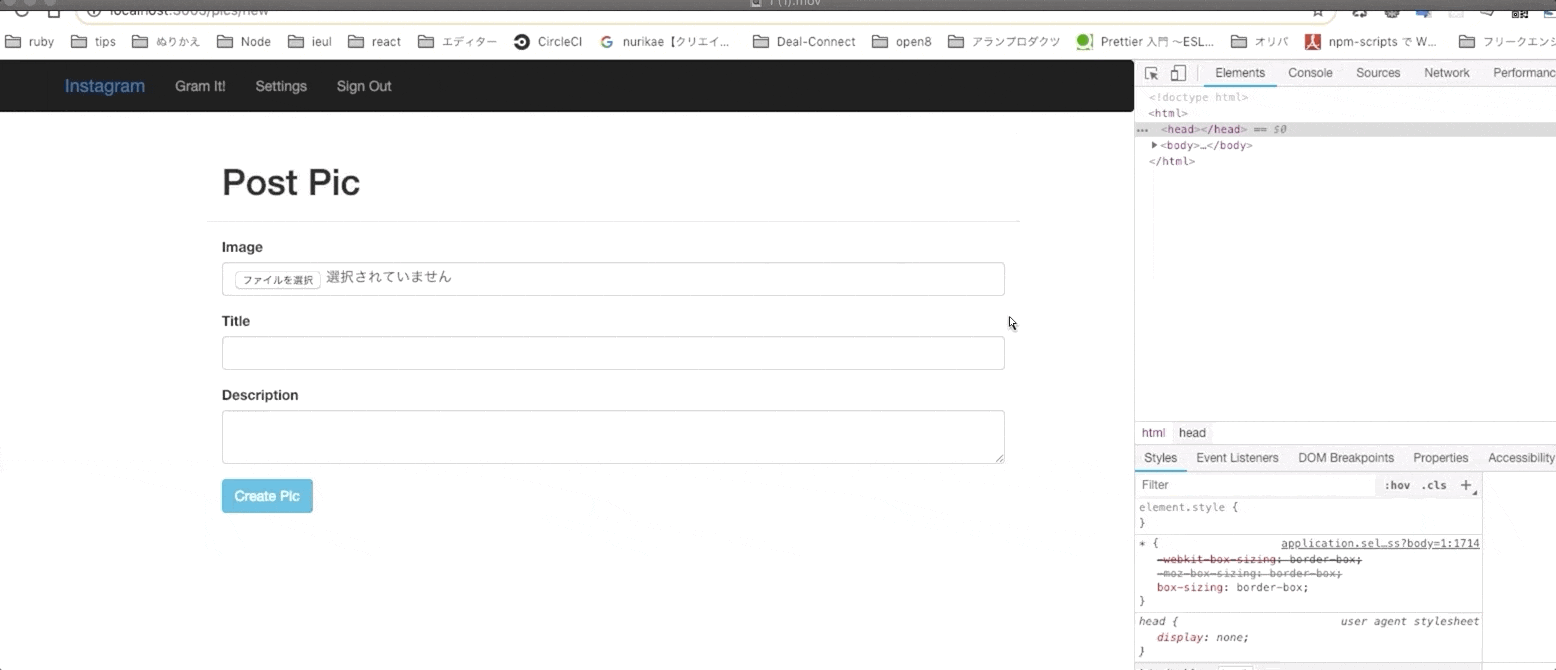 1 (1).mov
localhost:3003/pics/new
ruby tips ぬりかえ Node ieul react エディター CircleCI nurikae【クリエイ... Deal-Connect open8 アランプロダクツ Prettier 入門 〜ESL... オリバ npm-scripts で W... フリークエンシ
Instagram Gram It! Settings Sign Out
Post Pic
Image
ファイルを選択 選択されていません
Title
Description
Create Pic
Elements Console Sources Network Performanc
<!doctype html>
<html>
... <head></head> == $0
<body>…</body>
</html>
html head
Styles Event Listeners DOM Breakpoints Properties Accessibility
Filter :hov .cls +
element.style {
}
* { application.sel…ss?body=1:1714
-webkit-box-sizing: border-box;
-moz-box-sizing: border-box;
box-sizing: border-box;
}
head { user agent stylesheet
display: none;
}